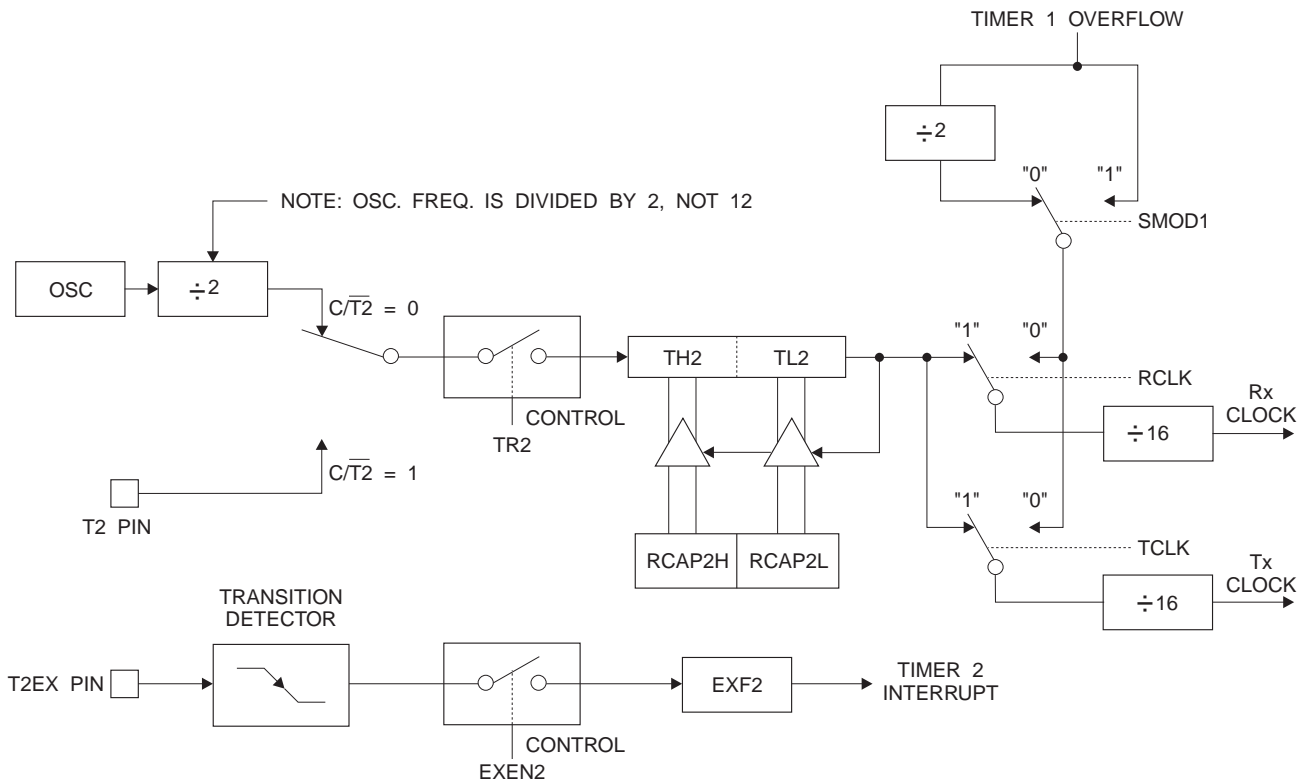 TIMER 1 OVERFLOW
÷2
"0" "1"
NOTE: OSC. FREQ. IS DIVIDED BY 2, NOT 12
SMOD1
OSC
÷2
C/T2̅ = 0
"1" "0"
TH2 TL2
RCLK
Rx
CLOCK
CONTROL
÷16
TR2
C/T2̅ = 1
T2 PIN
"1" "0"
TCLK
RCAP2H RCAP2L
Tx
CLOCK
÷16
TRANSITION
DETECTOR
T2EX PIN
EXF2
TIMER 2
INTERRUPT
CONTROL
EXEN2